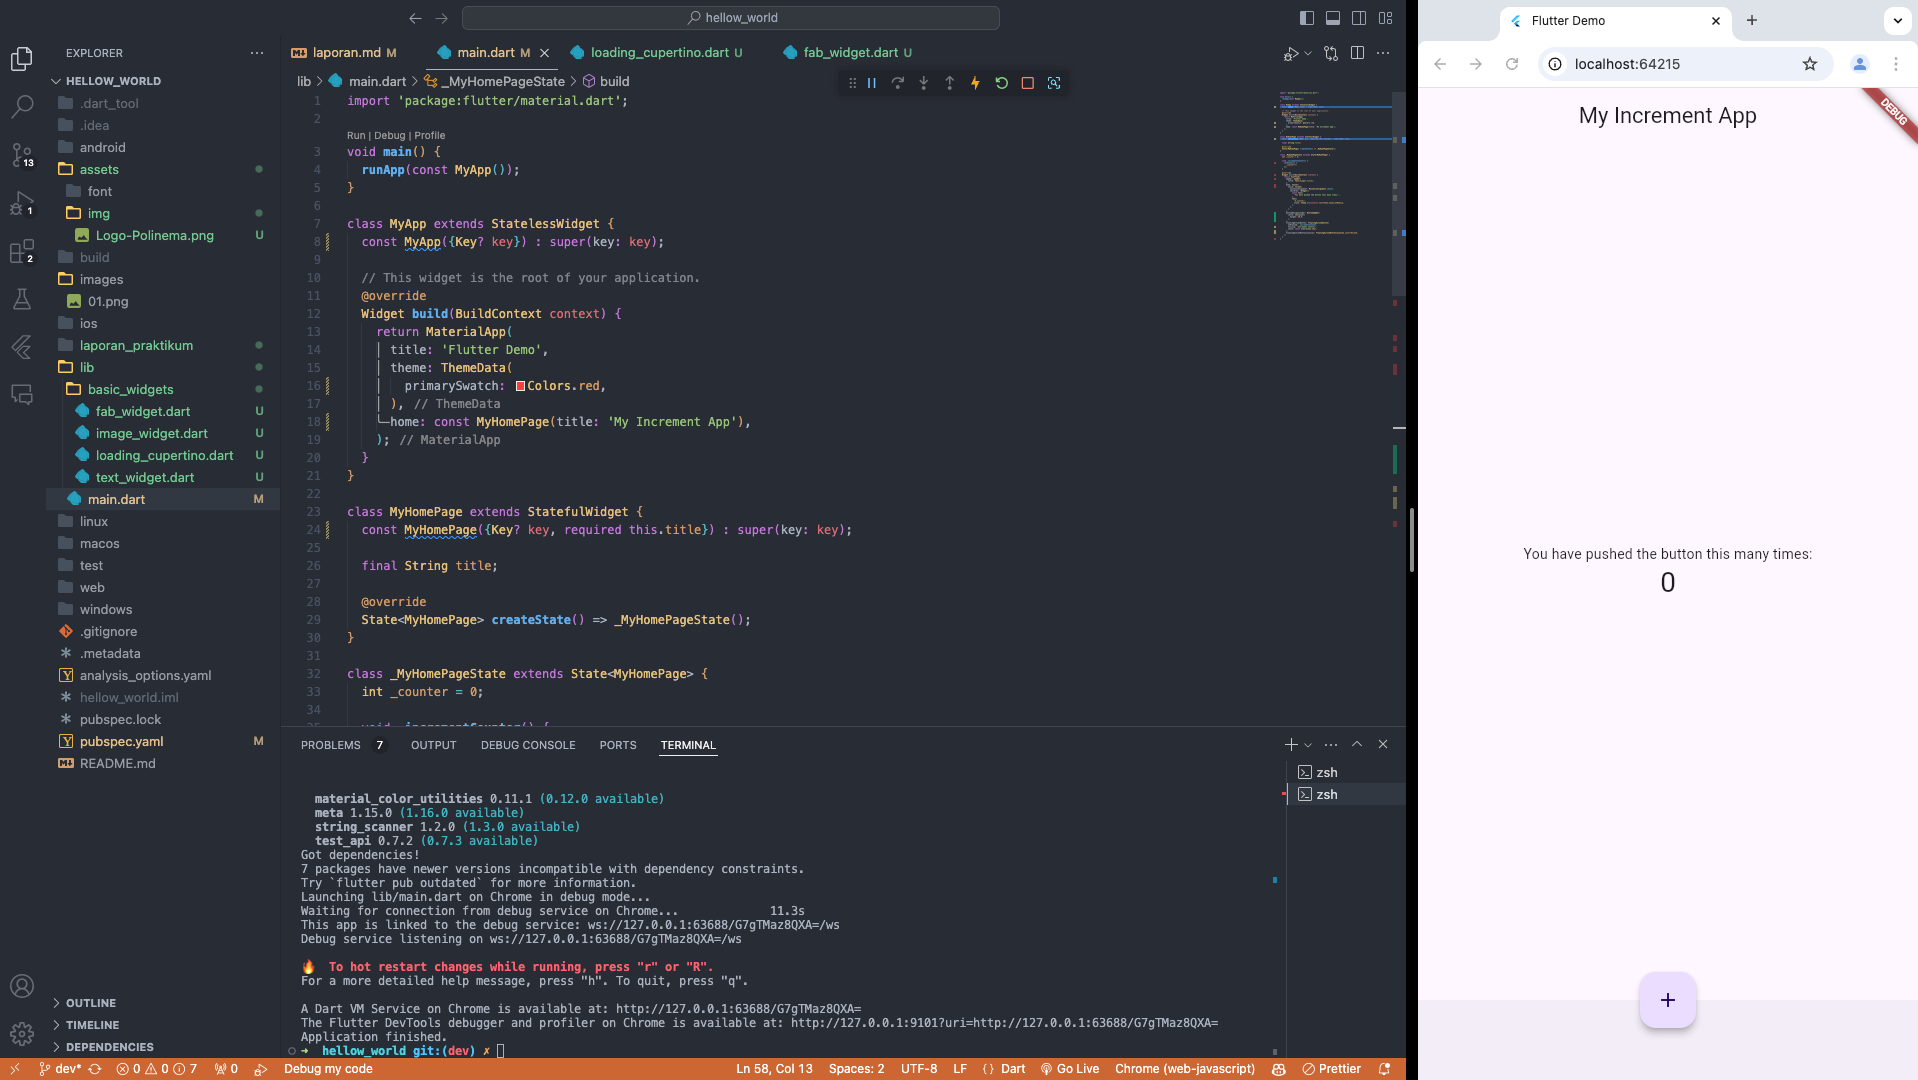 hellow_world
EXPLORER
HELLOW_WORLD
.dart_tool
.idea
android
assets
font
img
Logo-Polinema.png U
build
images
01.png
ios
laporan_praktikum
lib
basic_widgets
fab_widget.dart U
image_widget.dart U
loading_cupertino.dart U
text_widget.dart U
main.dart M
linux
macos
test
web
windows
.gitignore
.metadata
analysis_options.yaml
hellow_world.iml
pubspec.lock
pubspec.yaml M
README.md
OUTLINE
TIMELINE
DEPENDENCIES
13
1
2
laporan.md M
main.dart M
loading_cupertino.dart U
fab_widget.dart U
lib > main.dart > _MyHomePageState > build
1 import 'package:flutter/material.dart';
2
Run | Debug | Profile
3 void main() {
4 runApp(const MyApp());
5 }
6
7 class MyApp extends StatelessWidget {
8 const MyApp({Key? key}) : super(key: key);
9
10 // This widget is the root of your application.
11 @override
12 Widget build(BuildContext context) {
13 return MaterialApp(
14 title: 'Flutter Demo',
15 theme: ThemeData(
16 primarySwatch: Colors.red,
17 ), // ThemeData
18 home: const MyHomePage(title: 'My Increment App'),
19 ); // MaterialApp
20 }
21 }
22
23 class MyHomePage extends StatefulWidget {
24 const MyHomePage({Key? key, required this.title}) : super(key: key);
25
26 final String title;
27
28 @override
29 State<MyHomePage> createState() => _MyHomePageState();
30 }
31
32 class _MyHomePageState extends State<MyHomePage> {
33 int _counter = 0;
34
PROBLEMS 7
OUTPUT
DEBUG CONSOLE
PORTS
TERMINAL
zsh
zsh
material_color_utilities 0.11.1 (0.12.0 available)
meta 1.15.0 (1.16.0 available)
string_scanner 1.2.0 (1.3.0 available)
test_api 0.7.2 (0.7.3 available)
Got dependencies!
7 packages have newer versions incompatible with dependency constraints.
Try `flutter pub outdated` for more information.
Launching lib/main.dart on Chrome in debug mode...
Waiting for connection from debug service on Chrome... 11.3s
This app is linked to the debug service: ws://127.0.0.1:63688/G7gTMaz8QXA=/ws
Debug service listening on ws://127.0.0.1:63688/G7gTMaz8QXA=/ws
🔥 To hot restart changes while running, press "r" or "R".
For a more detailed help message, press "h". To quit, press "q".
A Dart VM Service on Chrome is available at: http://127.0.0.1:63688/G7gTMaz8QXA=
The Flutter DevTools debugger and profiler on Chrome is available at: http://127.0.0.1:9101?uri=http://127.0.0.1:63688/G7gTMaz8QXA=
Application finished.
➜ hellow_world git:(dev) ✗
dev* 0 0 7 0 Debug my code
Ln 58, Col 13 Spaces: 2 UTF-8 LF {} Dart Go Live Chrome (web-javascript) Prettier
Flutter Demo
localhost:64215
DEBUG
My Increment App
You have pushed the button this many times:
0
+